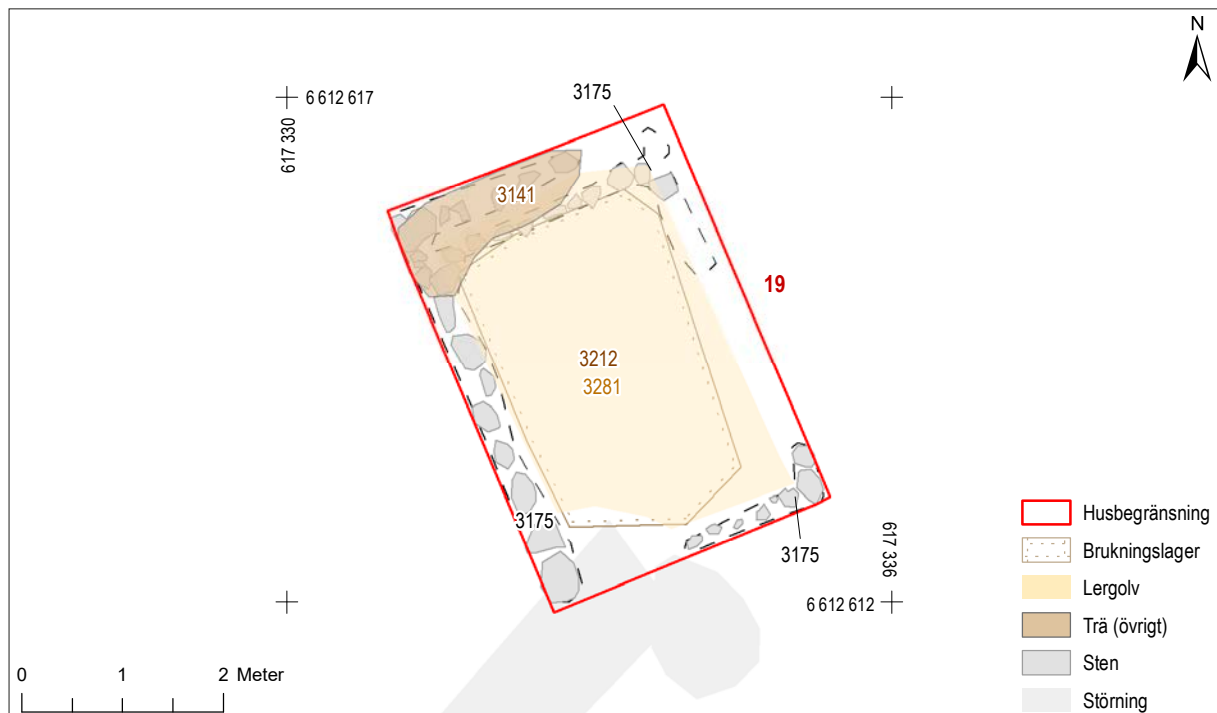 N
3175
6 612 617
617 330
3141
19
3212
3281
3175
3175
617 336
6 612 612
Husbegränsning
Brukningslager
Lergolv
Trä (övrigt)
Sten
Störning
0 1 2 Meter